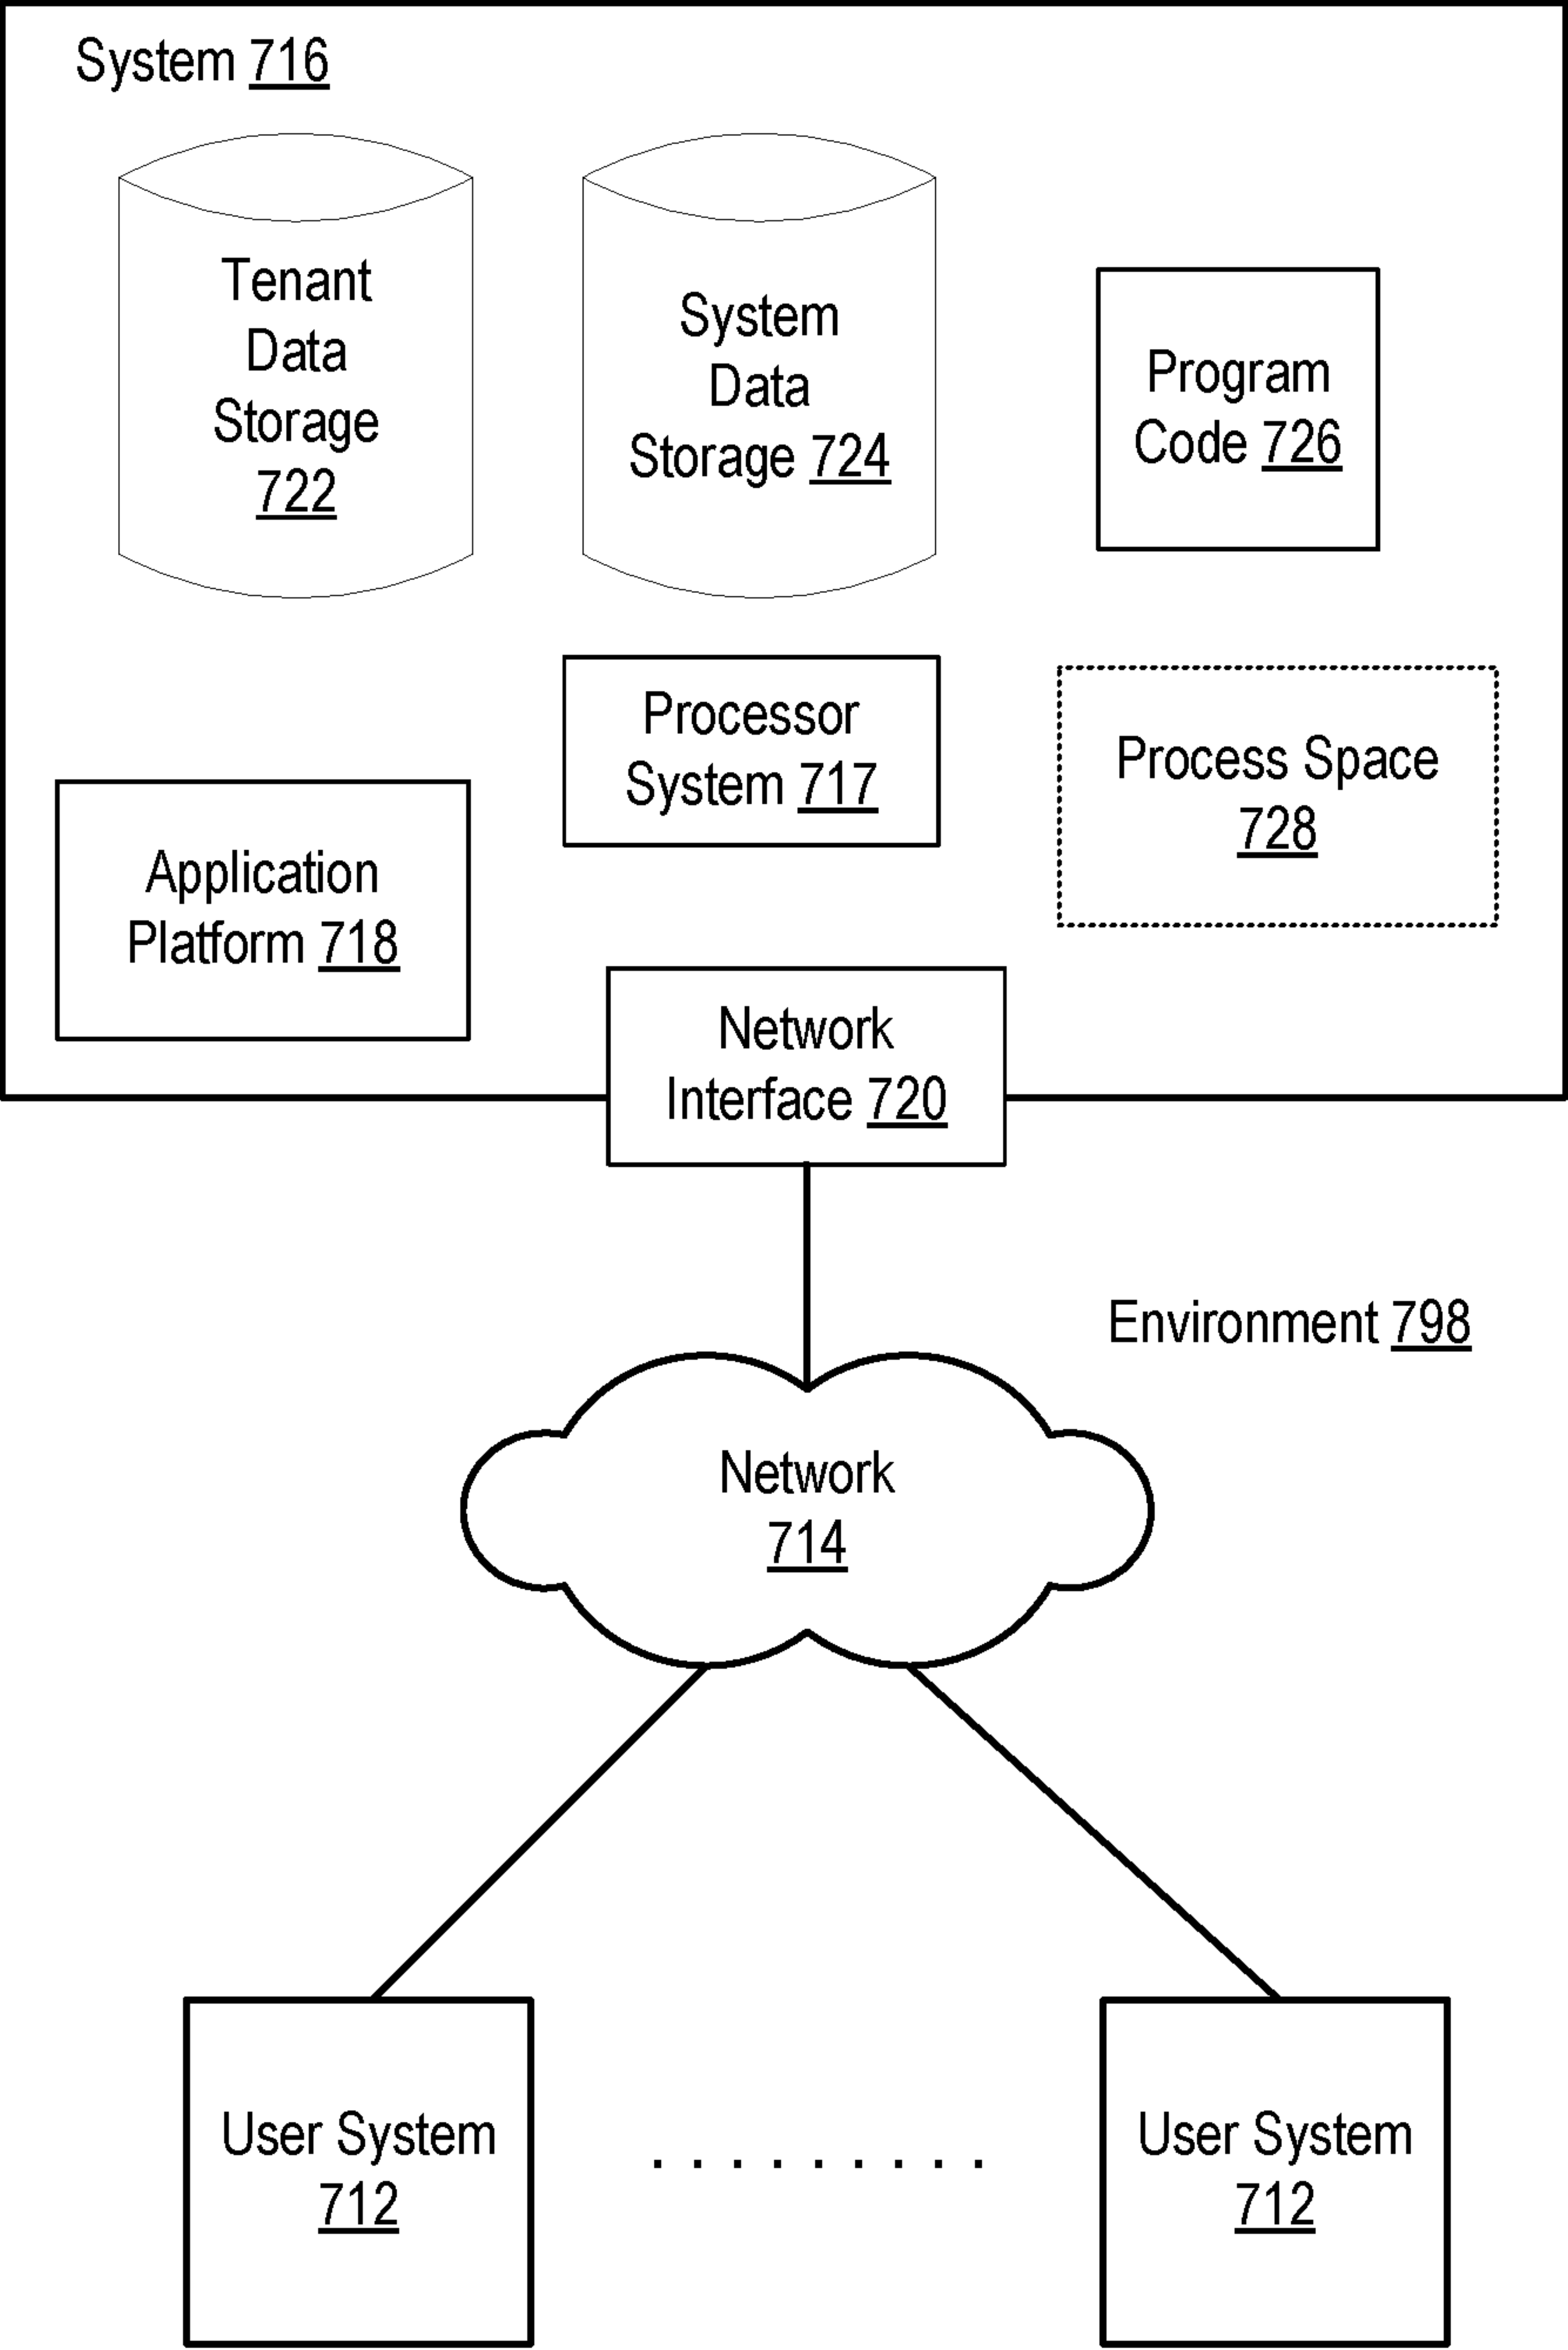 System 716
Tenant
Data
Storage
722
System
Data
Storage 724
Program
Code 726
Processor
System 717
Process Space
728
Application
Platform 718
Network
Interface 720
Environment 798
Network
714
User System
712
.........
User System
712